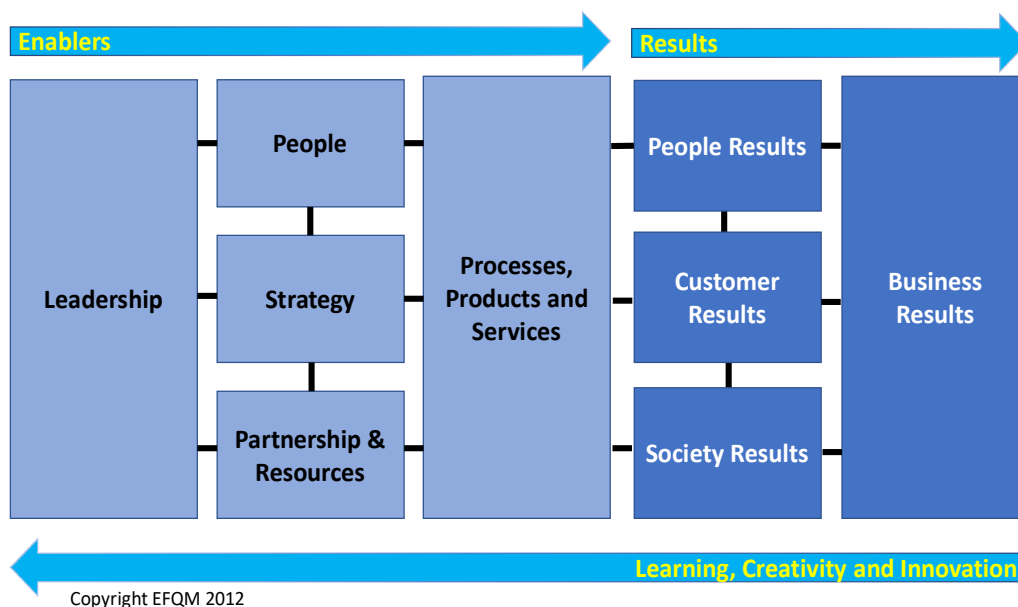 Enablers
Results
Leadership
People
Strategy
Partnership &
Resources
Processes,
Products and
Services
People Results
Customer
Results
Society Results
Business
Results
Learning, Creativity and Innovation
Copyright EFQM 2012